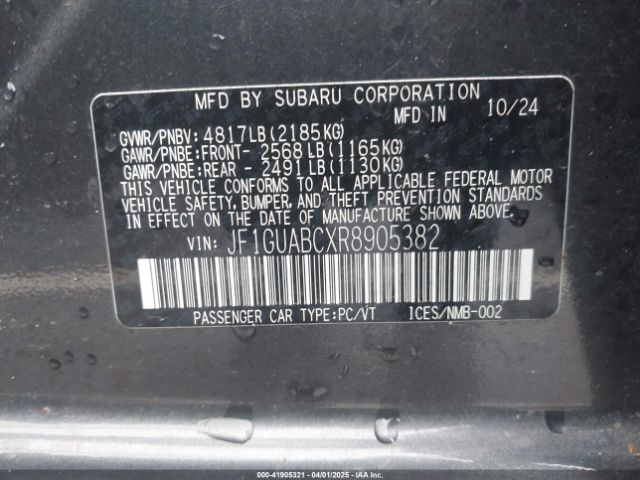 MFD BY SUBARU CORPORATION
MFD IN 10/24
GVWR/PNBV: 4817LB(2185KG)
GAWR/PNBE:FRONT- 2568 LB(1165KG)
GAWR/PNBE:REAR - 2491 LB(1130KG)
THIS VEHICLE CONFORMS TO ALL APPLICABLE FEDERAL MOTOR
VEHICLE SAFETY, BUMPER, AND THEFT PREVENTION STANDARDS
IN EFFECT ON THE DATE OF MANUFACTURE SHOWN ABOVE.
VIN: JF1GUABCXR8905382
PASSENGER CAR TYPE:PC/VT ICES/NMB-002
000-41905321 04/01/2025 - IAAI.COM